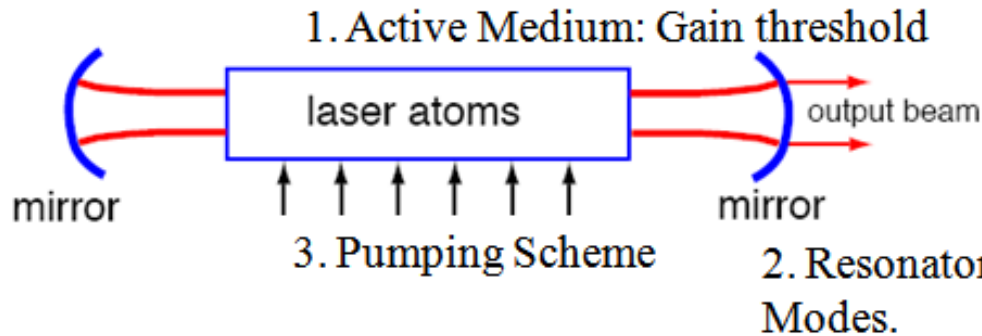 1. Active Medium: Gain threshold
laser atoms
output beam
mirror
mirror
3. Pumping Scheme
2. Resonator
Modes.